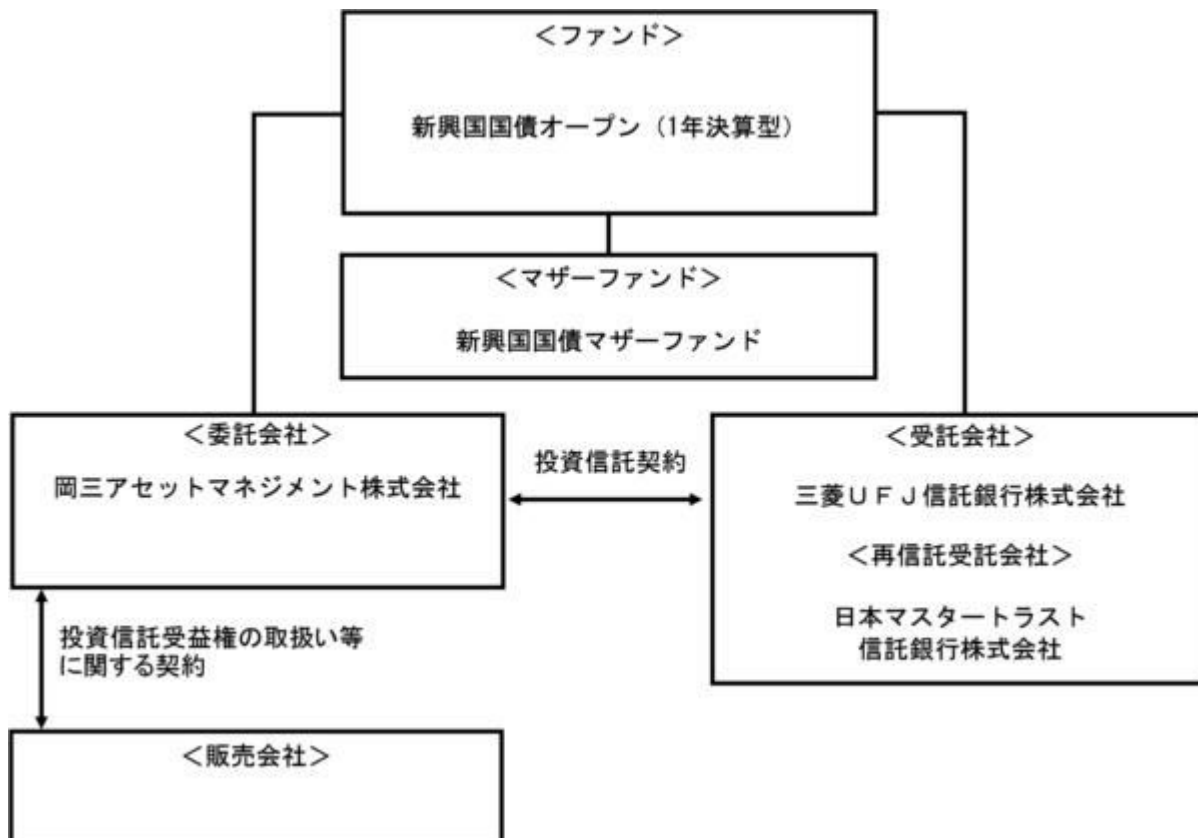 ＜ファンド＞
新興国国債オープン（1年決算型）
＜マザーファンド＞
新興国国債マザーファンド
＜委託会社＞
岡三アセットマネジメント株式会社
投資信託契約
＜受託会社＞
三菱ＵＦＪ信託銀行株式会社
＜再信託受託会社＞
日本マスタートラスト
信託銀行株式会社
投資信託受益権の取扱い等
に関する契約
＜販売会社＞